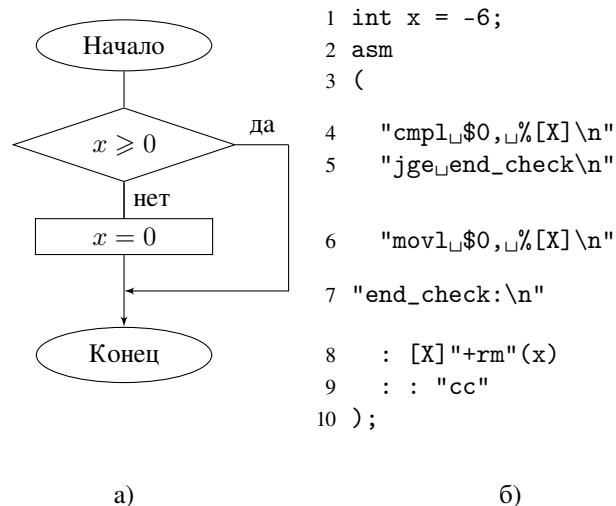 Начало
да
x ⩾ 0
нет
x = 0
Конец
а)
1 int x = -6;
2 asm
3 (
4 "cmpl␣$0,␣%[X]\n"
5 "jge␣end_check\n"
6 "movl␣$0,␣%[X]\n"
7 "end_check:\n"
8 : [X]"+rm"(x)
9 : : "cc"
10 );
б)